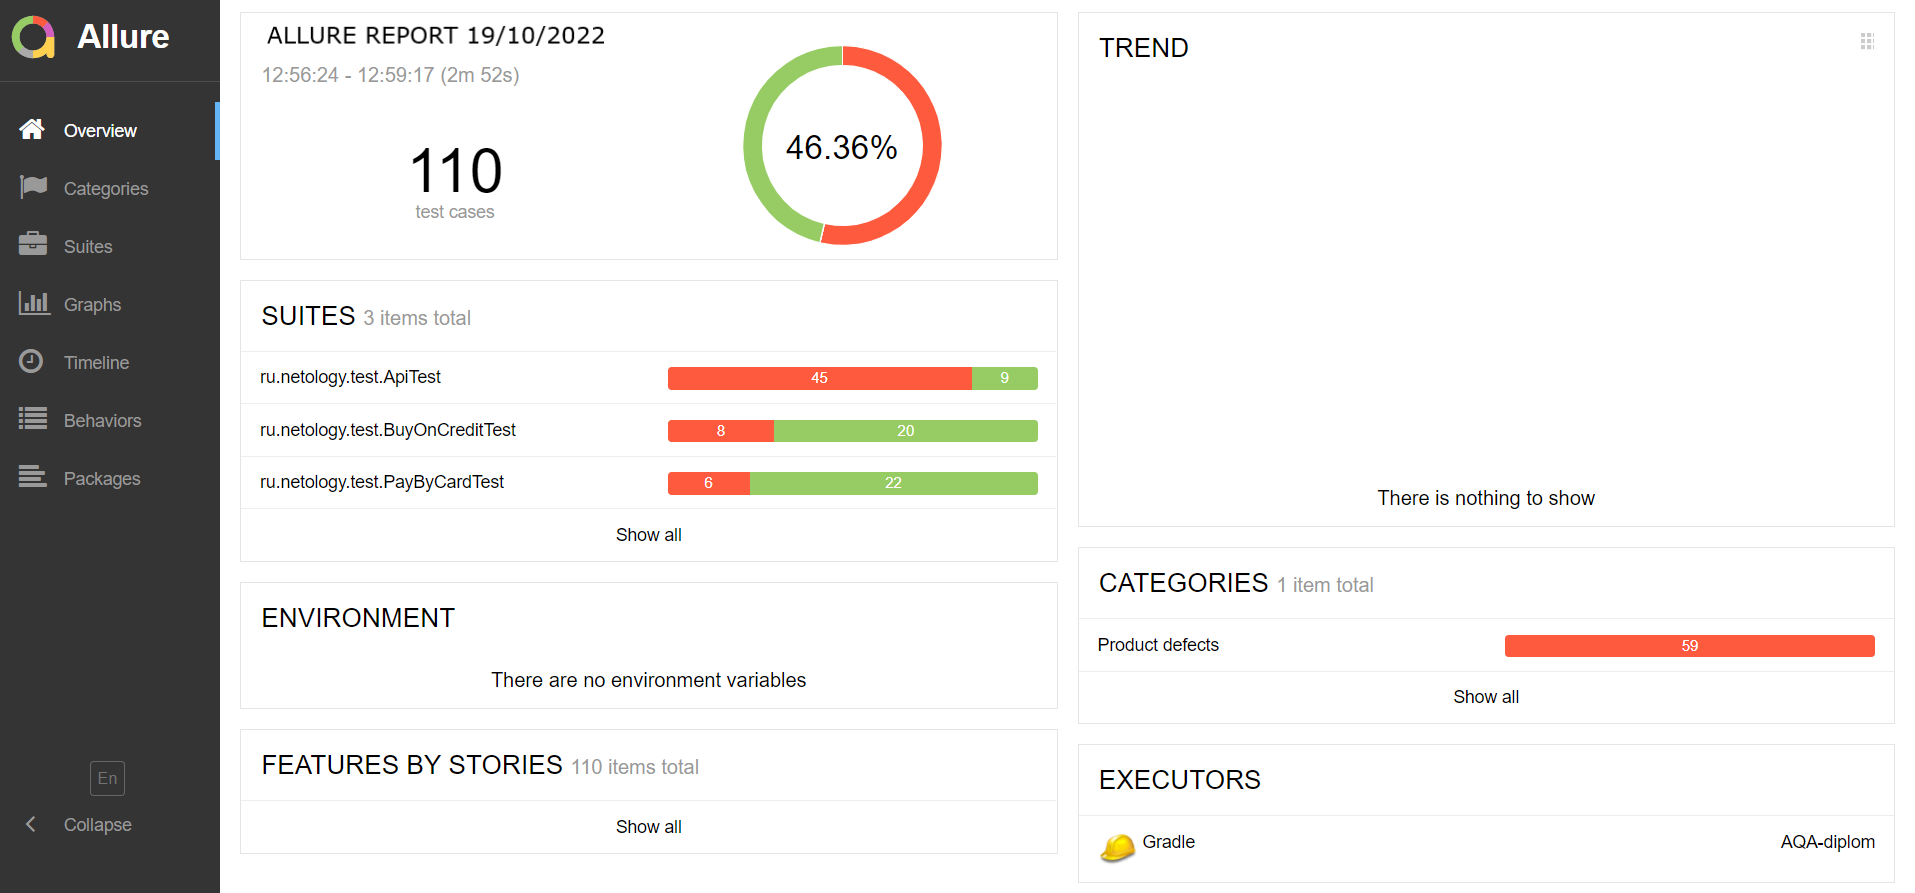 Allure
Overview
Categories
Suites
Graphs
Timeline
Behaviors
Packages
En
Collapse
ALLURE REPORT 19/10/2022
12:56:24 - 12:59:17 (2m 52s)
110
test cases
46.36%
SUITES 3 items total
ru.netology.test.ApiTest 45 9
ru.netology.test.BuyOnCreditTest 8 20
ru.netology.test.PayByCardTest 6 22
Show all
ENVIRONMENT
There are no environment variables
FEATURES BY STORIES 110 items total
Show all
TREND
There is nothing to show
CATEGORIES 1 item total
Product defects 59
Show all
EXECUTORS
Gradle AQA-diplom